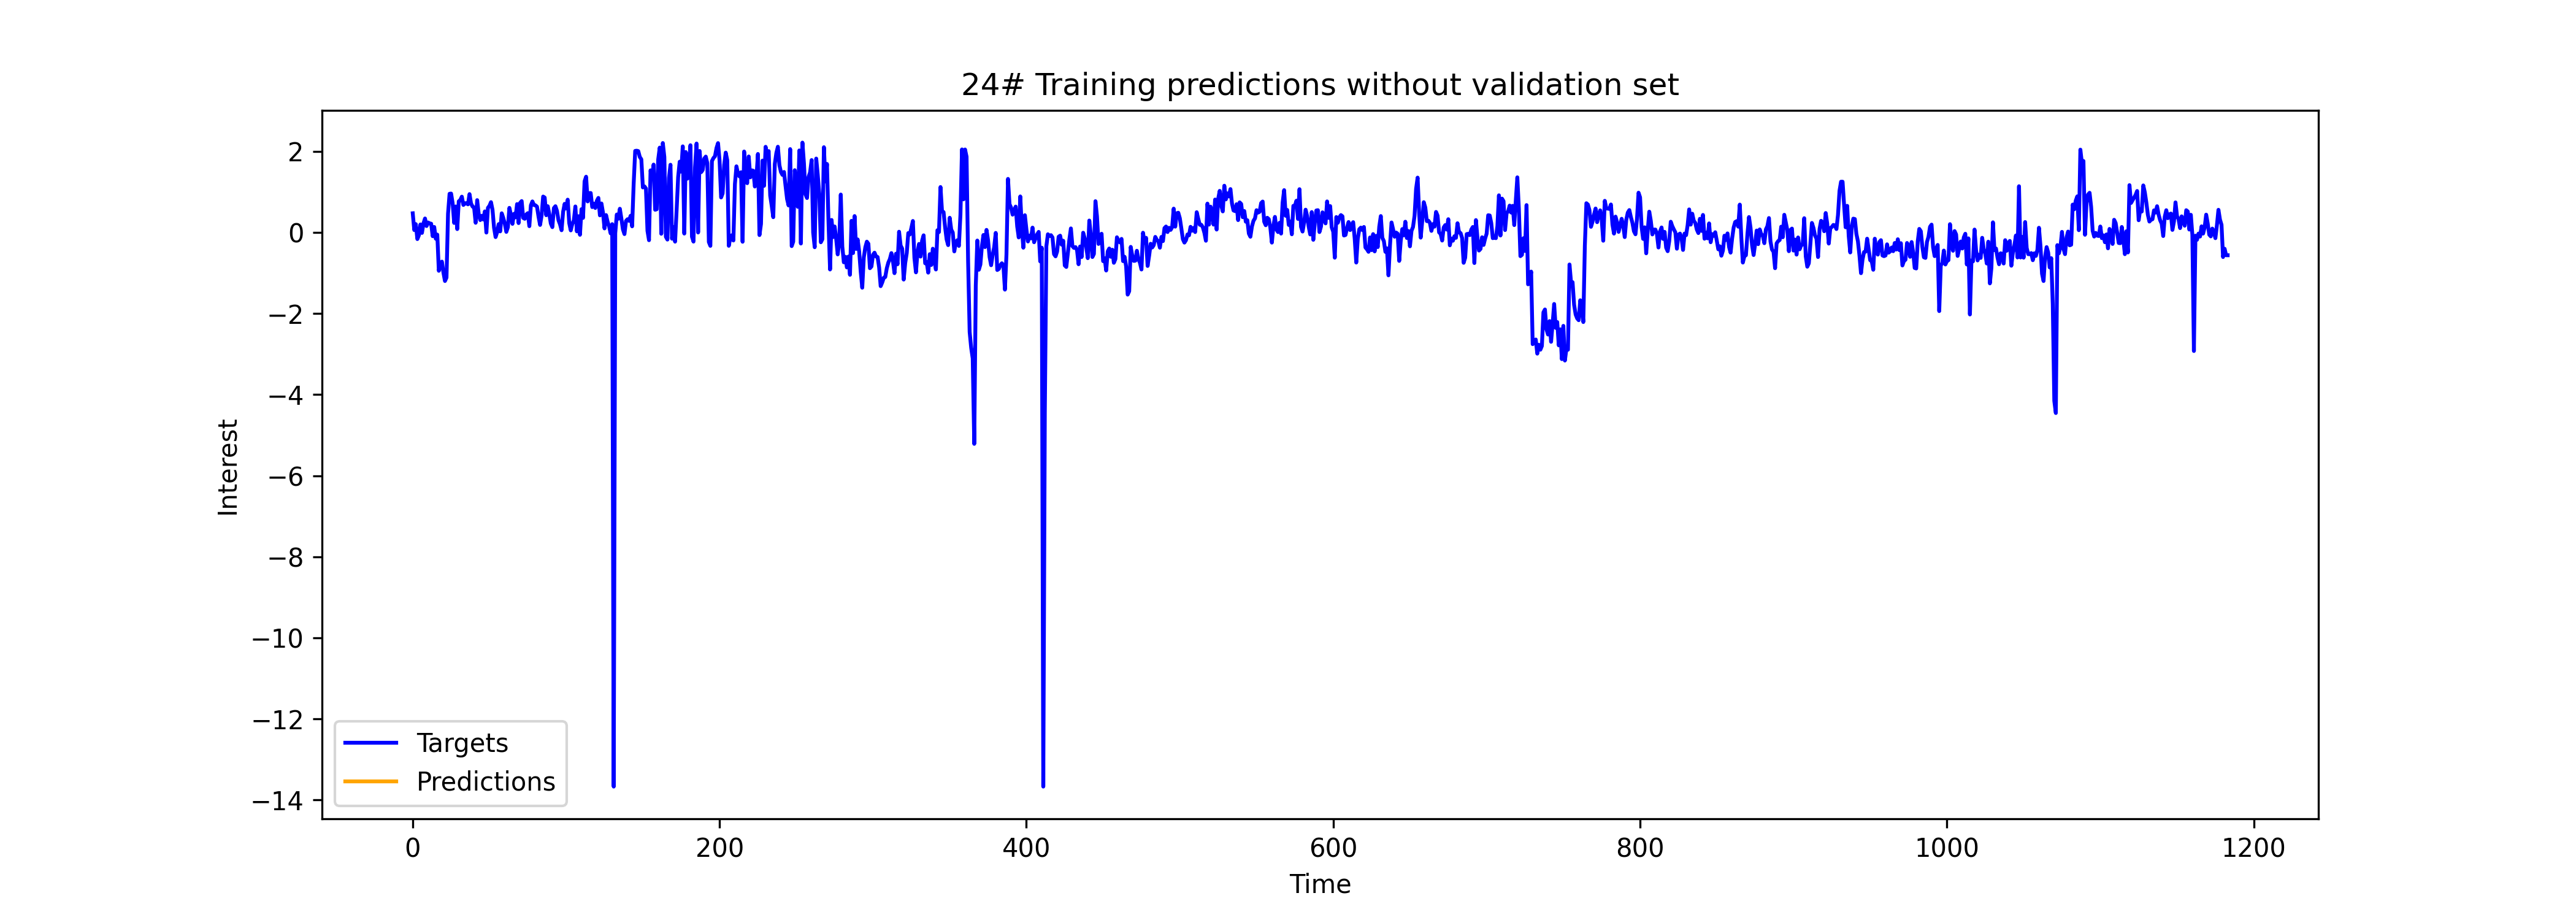 24# Training predictions without validation set
2
0
−2
−4
−6
−8
−10
−12
−14
Interest
Targets
Predictions
0 200 400 600 800 1000 1200
Time